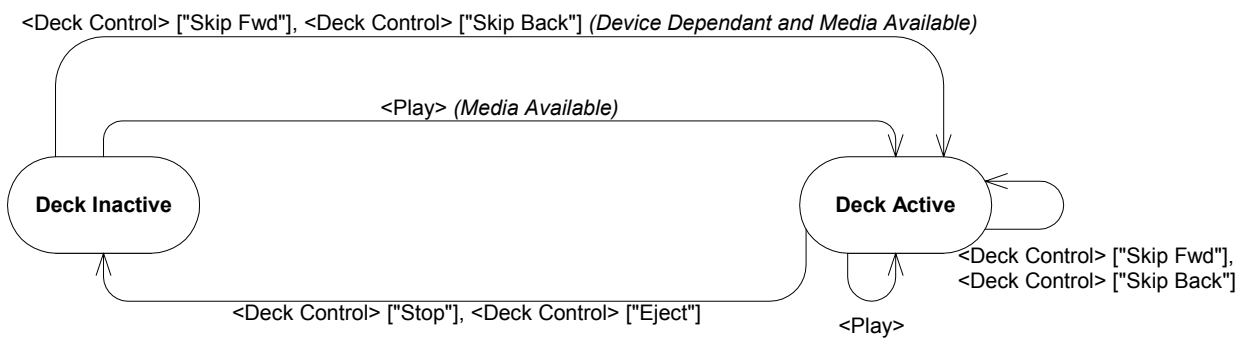 <Deck Control> ["Skip Fwd"], <Deck Control> ["Skip Back"] (Device Dependant and Media Available)
<Play> (Media Available)
Deck Inactive
Deck Active
<Deck Control> ["Skip Fwd"],
<Deck Control> ["Skip Back"]
<Deck Control> ["Stop"], <Deck Control> ["Eject"]
<Play>